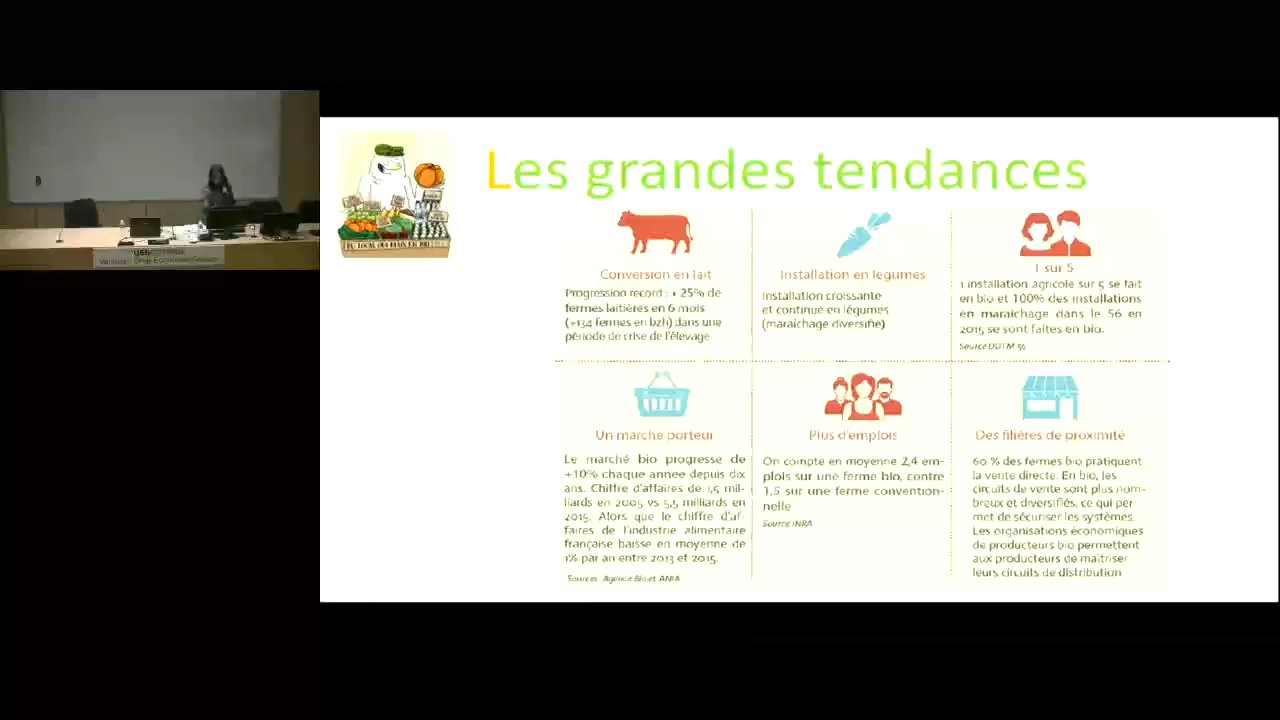 Les grandes tendances
Conversion en lait
Progression record : + 25% de
fermes laitières en 6 mois
(+134 fermes en bzh) dans une
période de crise de l'élevage
Installation en légumes
Installation croissante
et continue en légumes
(maraîchage diversifié)
1 sur 5
1 installation agricole sur 5 se fait
en bio et 100% des installations
en maraîchage dans le 56 en
2015 se sont faites en bio.
Source DDTM 56
Un marché porteur
Le marché bio progresse de
+10% chaque année depuis dix
ans. Chiffre d'affaires de 1,5 mil-
liards en 2005 vs 5,5 milliards en
2015. Alors que le chiffre d'af-
faires de l'industrie alimentaire
française baisse en moyenne de
1% par an entre 2013 et 2015.
Sources Agence Bio et ANIA
Plus d'emplois
On compte en moyenne 2,4 em-
plois sur une ferme bio, contre
1,5 sur une ferme convention-
nelle
Source INRA
Des filières de proximité
60 % des fermes bio pratiquent
la vente directe. En bio, les
circuits de vente sont plus nom-
breux et diversifiés, ce qui per
met de sécuriser les systèmes.
Les organisations économiques
de producteurs bio permettent
aux producteurs de maîtriser
leurs circuits de distribution